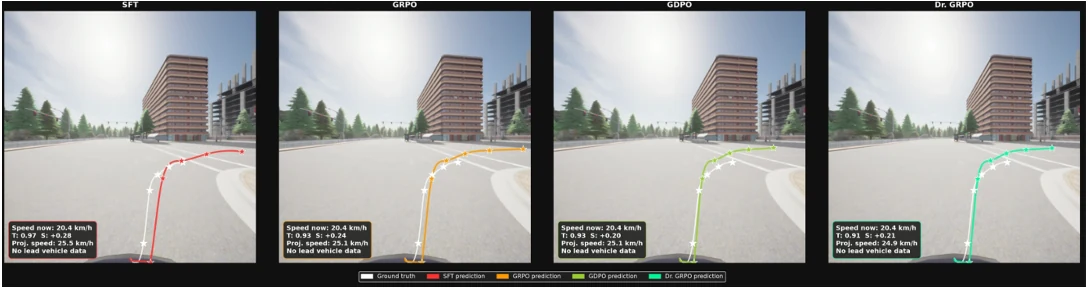 SFT
GRPO
GDPO
Dr. GRPO
Speed now: 20.4 km/h
T: 0.97 S: +0.28
Proj. speed: 25.5 km/h
No lead vehicle data
Speed now: 20.4 km/h
T: 0.93 S: +0.24
Proj. speed: 25.1 km/h
No lead vehicle data
Speed now: 20.4 km/h
T: 0.93 S: +0.20
Proj. speed: 25.1 km/h
No lead vehicle data
Speed now: 20.4 km/h
T: 0.91 S: +0.21
Proj. speed: 24.9 km/h
No lead vehicle data
Ground truth
SFT prediction
GRPO prediction
GDPO prediction
Dr. GRPO prediction